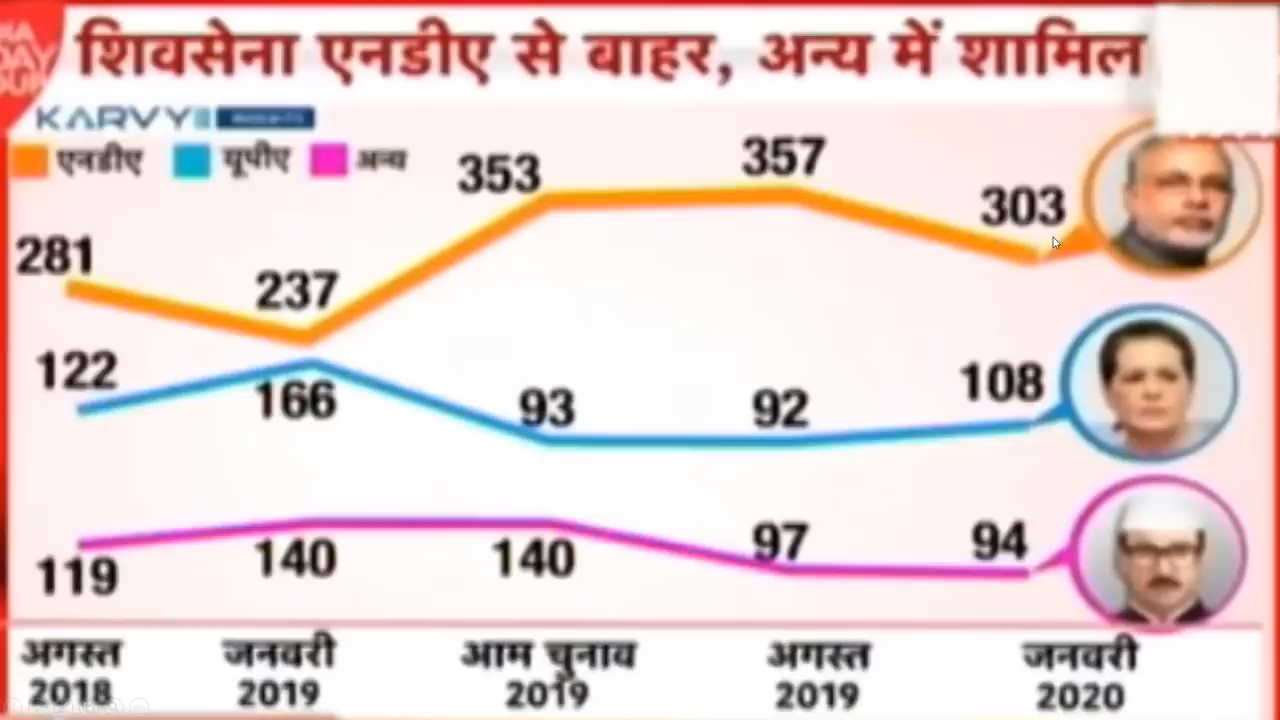 शिवसेना एनडीए से बाहर, अन्य में शामिल
KARVY
एनडीए यूपीए अन्य
353 357 303
281 237
122 166 93 92 108
119 140 140 97 94
अगस्त जनवरी आम चुनाव अगस्त जनवरी
2018 2019 2019 2019 2020